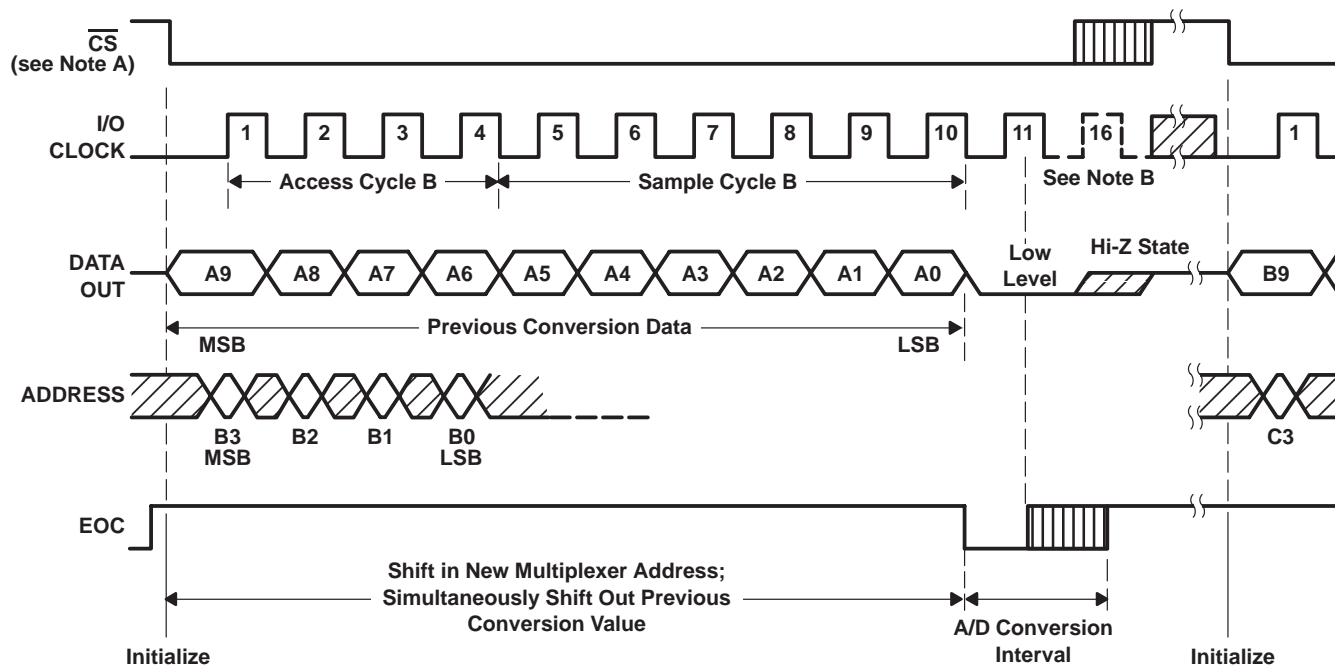 CS
(see Note A)
I/O
CLOCK
1 2 3 4 5 6 7 8 9 10 11 16 1
Access Cycle B
Sample Cycle B
See Note B
DATA
OUT
A9 A8 A7 A6 A5 A4 A3 A2 A1 A0
Low
Level
Hi-Z State
B9
Previous Conversion Data
MSB
LSB
ADDRESS
B3 B2 B1 B0
MSB LSB
C3
EOC
Shift in New Multiplexer Address;
Simultaneously Shift Out Previous
Conversion Value
A/D Conversion
Interval
Initialize
Initialize